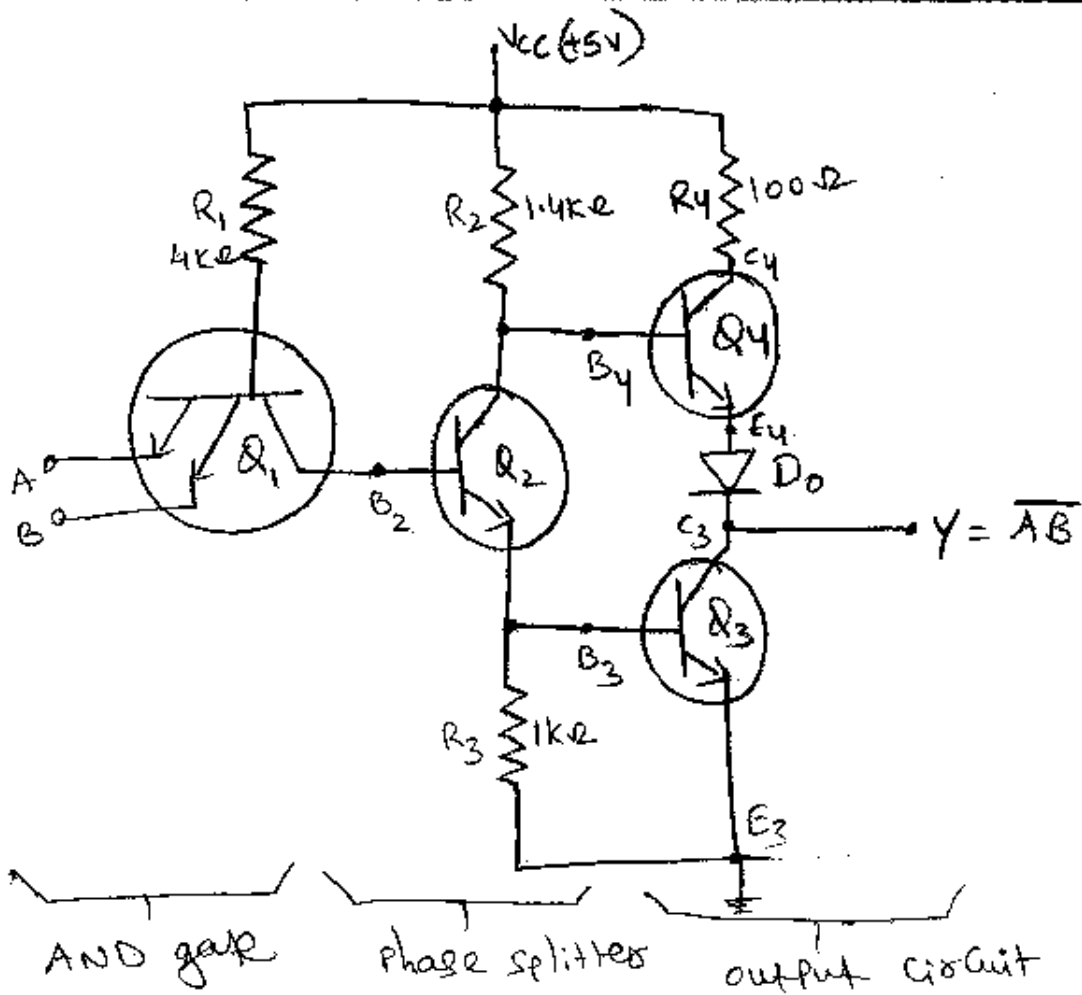 Vcc (+5V)
R1
4KΩ
R2
1.4KΩ
R4
100Ω
C4
Q4
B4
E4
D0
A
B
Q1
B2
Q2
C3
Y = \overline{AB}
Q3
B3
R3
1KΩ
E3
AND gate
Phase splitter
output circuit